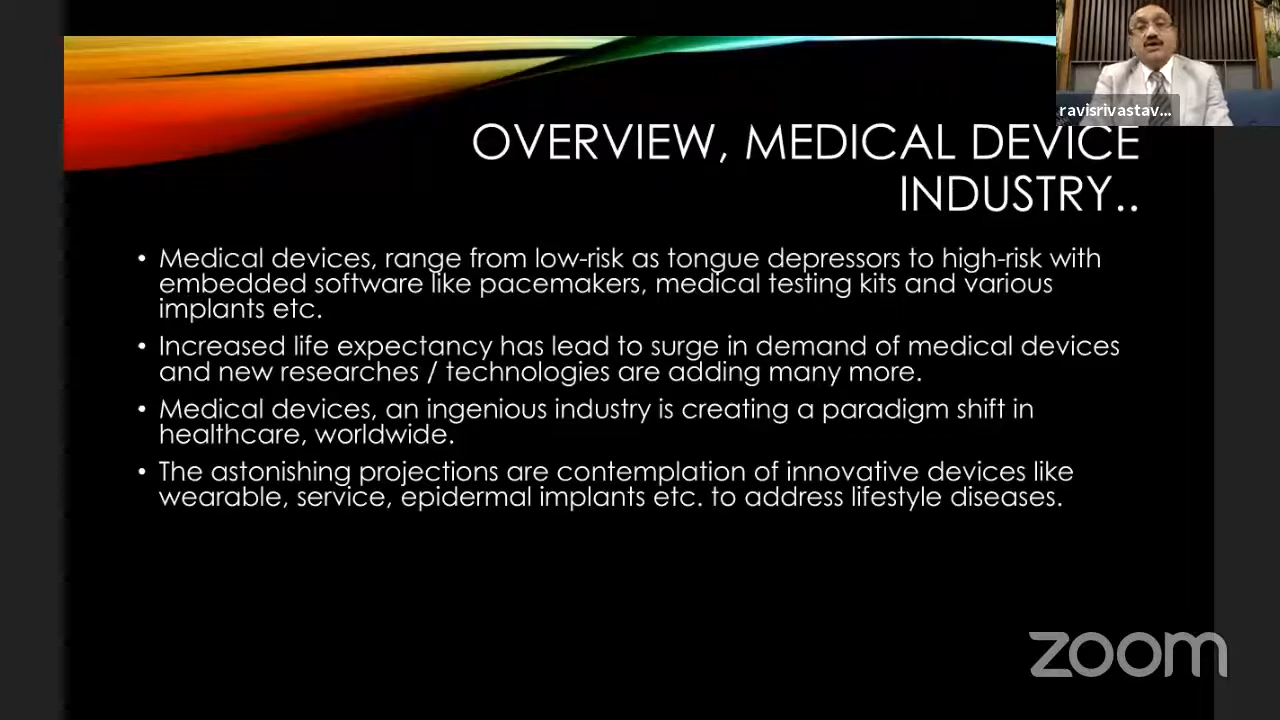 ravisrivastav...
OVERVIEW, MEDICAL DEVICE
INDUSTRY..
• Medical devices, range from low-risk as tongue depressors to high-risk with
embedded software like pacemakers, medical testing kits and various
implants etc.
• Increased life expectancy has lead to surge in demand of medical devices
and new researches / technologies are adding many more.
• Medical devices, an ingenious industry is creating a paradigm shift in
healthcare, worldwide.
• The astonishing projections are contemplation of innovative devices like
wearable, service, epidermal implants etc. to address lifestyle diseases.
zoom